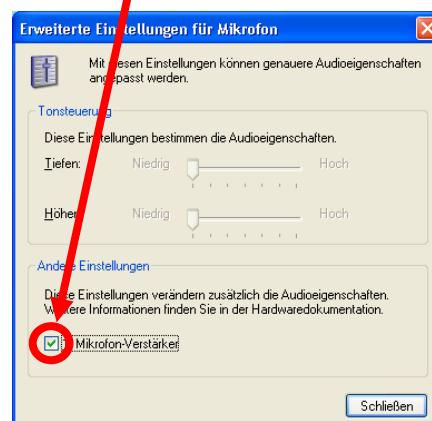 Erweiterte Einstellungen für Mikrofon
Mit diesen Einstellungen können genauere Audioeigenschaften
angepasst werden.
Tonsteuerung
Diese Einstellungen bestimmen die Audioeigenschaften.
Tiefen: Niedrig Hoch
Höhen: Niedrig Hoch
Andere Einstellungen
Diese Einstellungen verändern zusätzlich die Audioeigenschaften.
Weitere Informationen finden Sie in der Hardwaredokumentation.
1 Mikrofon-Verstärker
Schließen